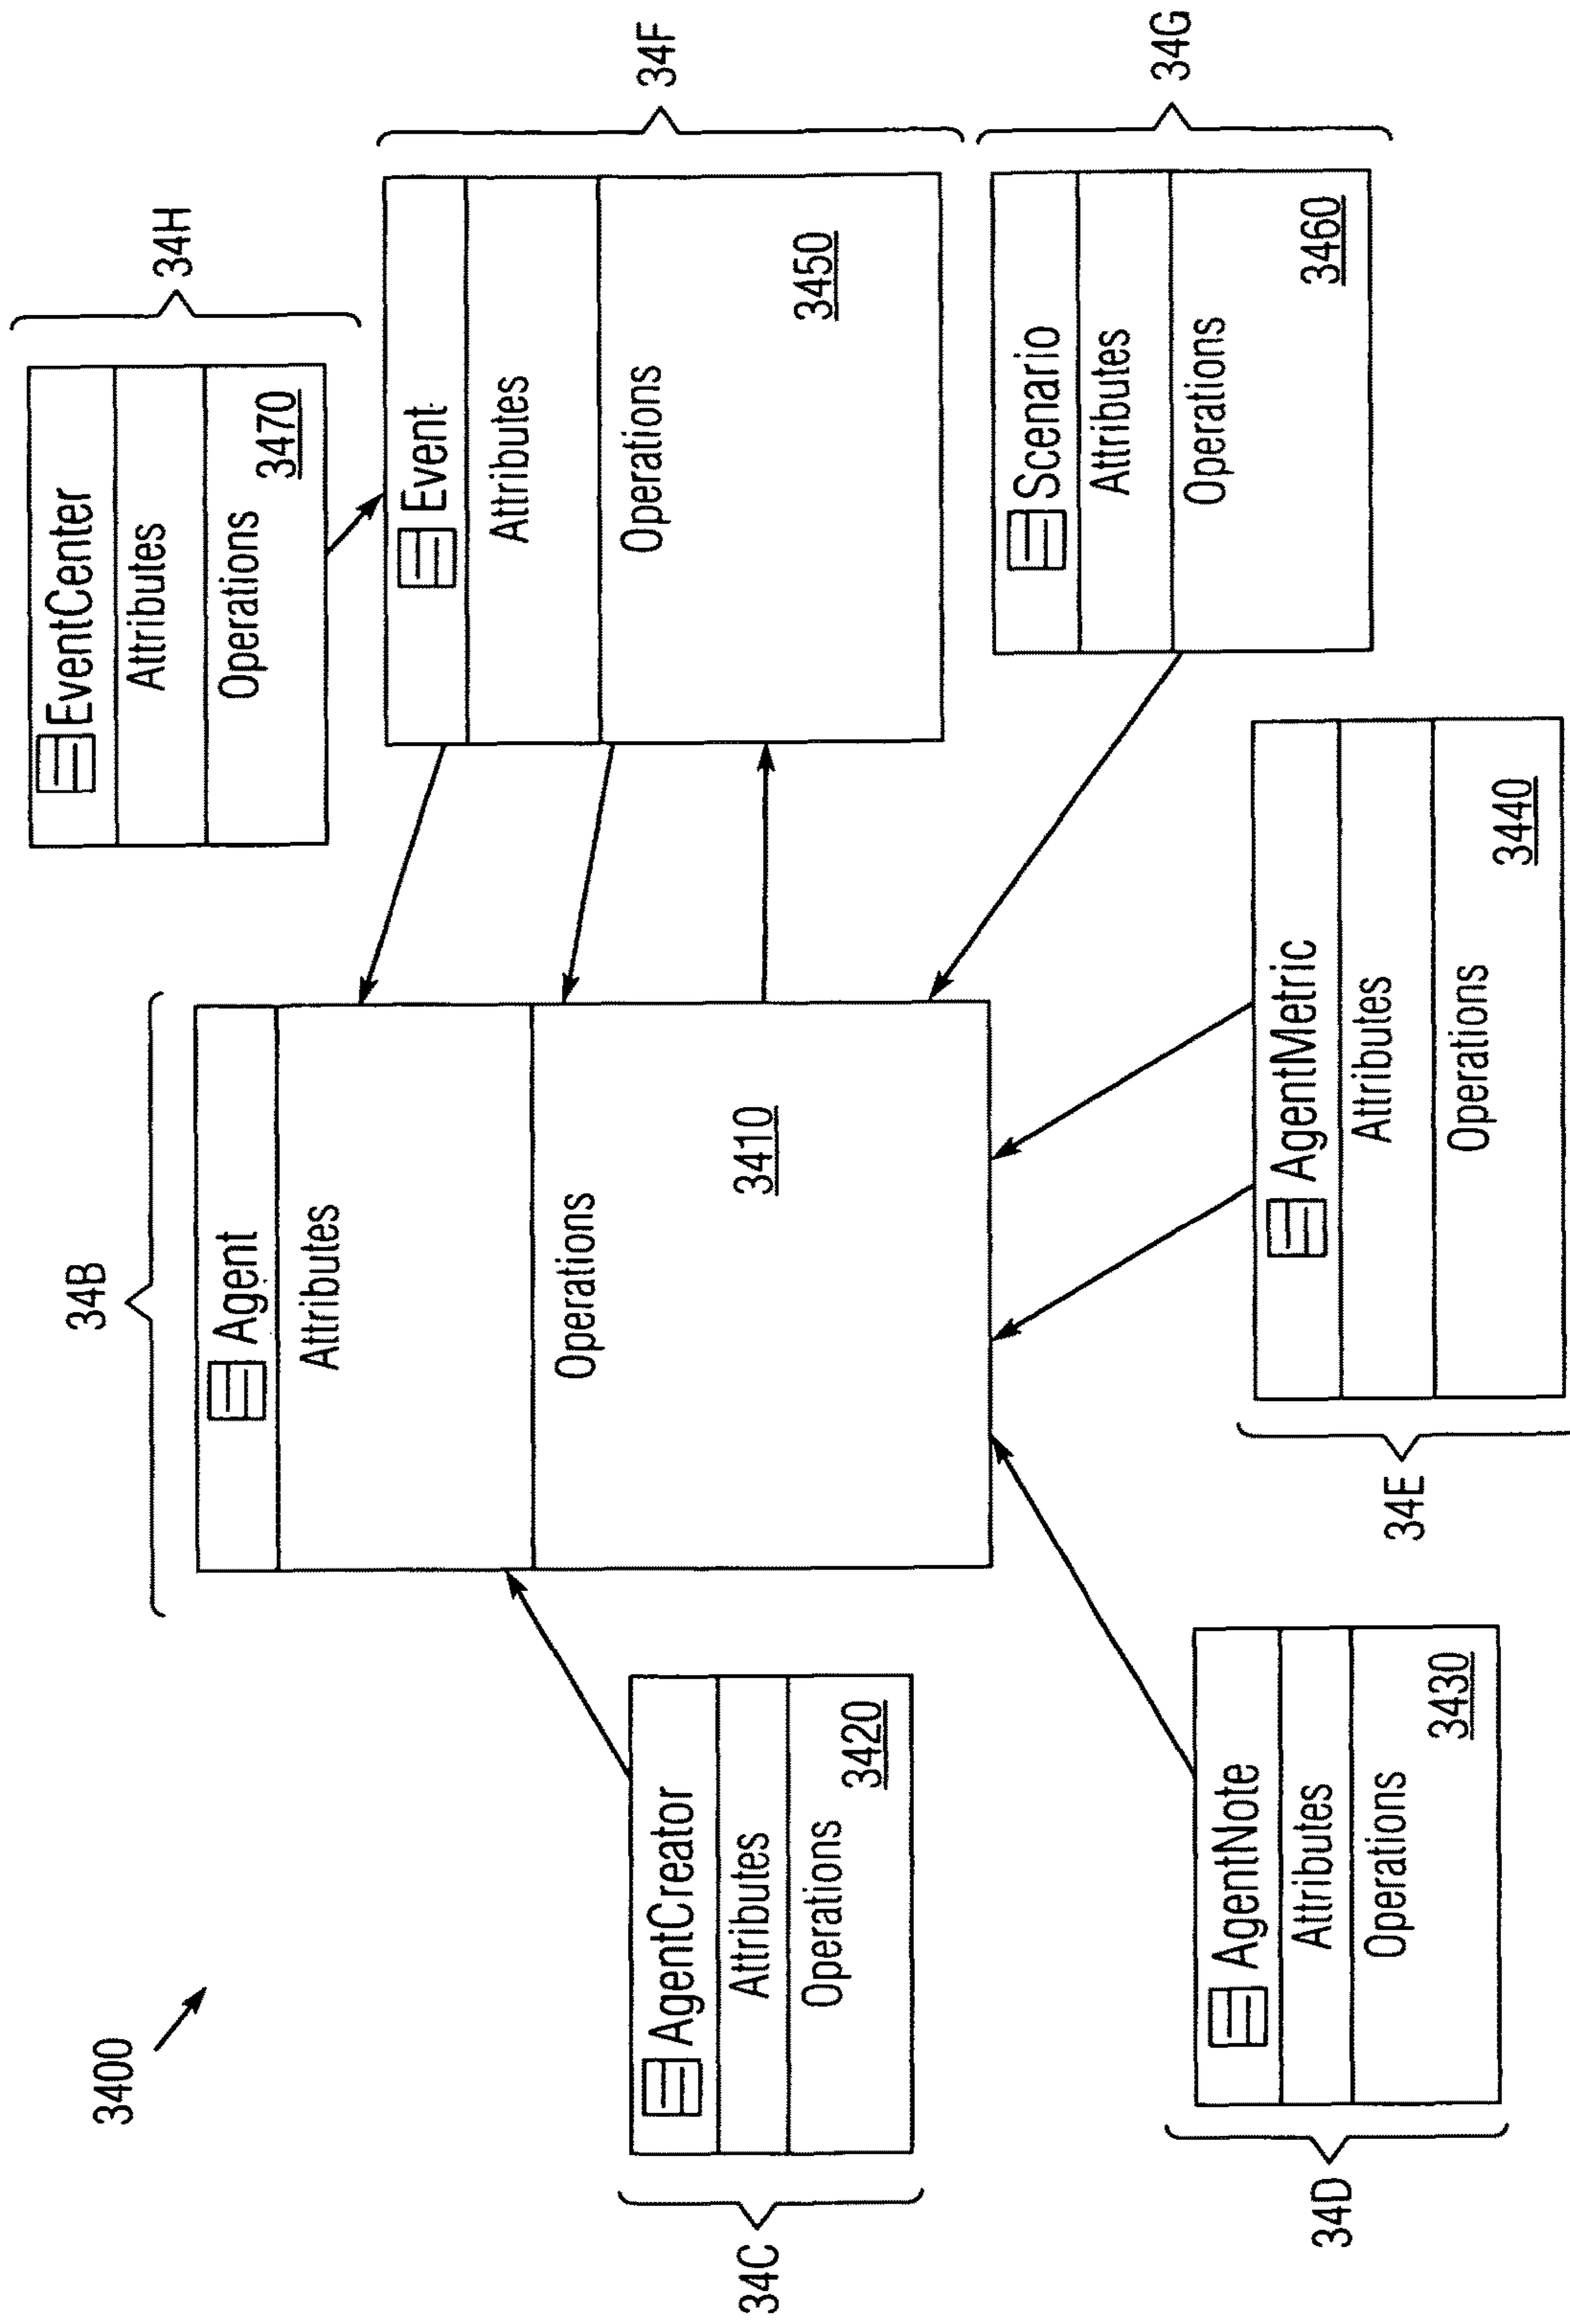 3400
34B
Agent
Attributes
Operations
3410
34H
EventCenter
Attributes
Operations
3470
34F
Event
Attributes
Operations
3450
34C
AgentCreator
Attributes
Operations
3420
34G
Scenario
Attributes
Operations
3460
34D
AgentNote
Attributes
Operations
3430
34E
AgentMetric
Attributes
Operations
3440